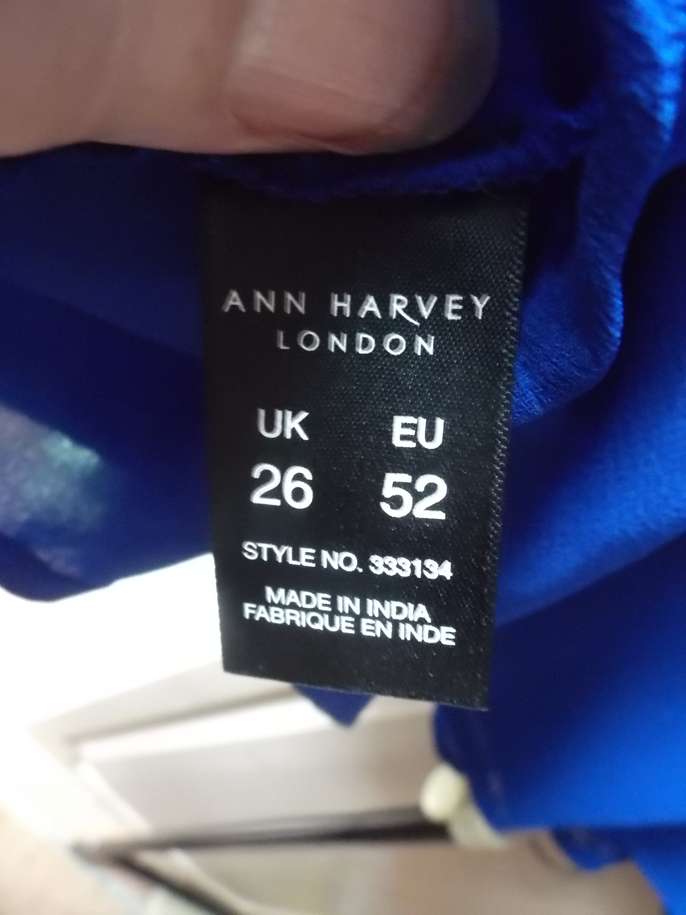 ANN HARVEY
LONDON
UK EU
26 52
STYLE NO. 333134
MADE IN INDIA
FABRIQUE EN INDE